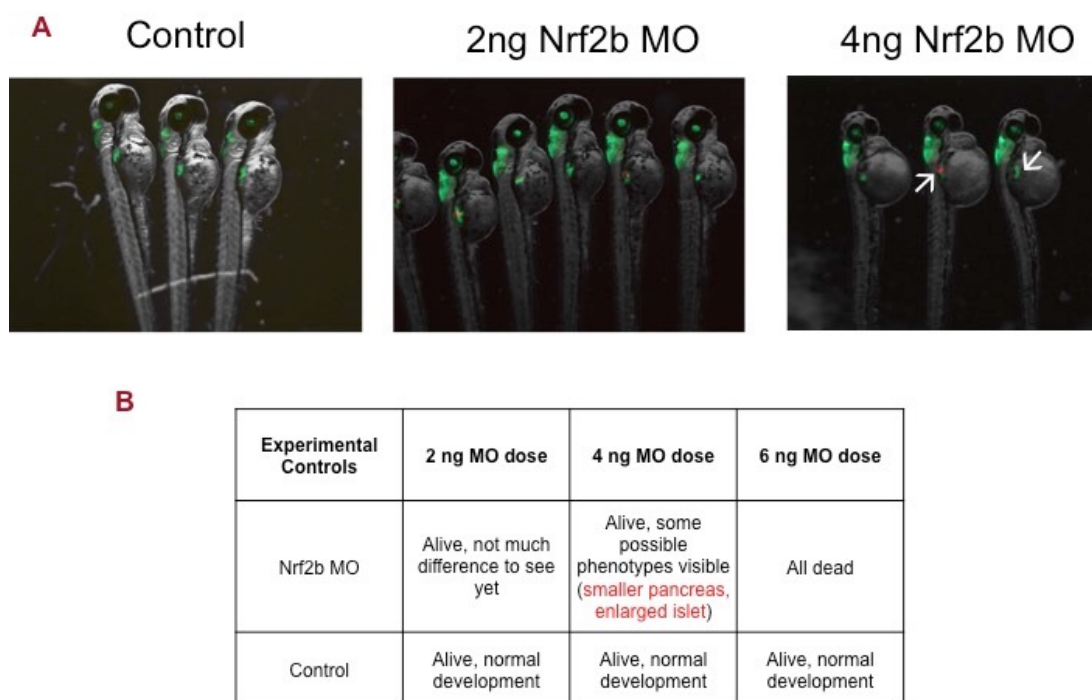 A
Control
2ng Nrf2b MO
4ng Nrf2b MO
B
Experimental
Controls
2 ng MO dose
4 ng MO dose
6 ng MO dose
Nrf2b MO
Alive, not much
difference to see
yet
Alive, some
possible
phenotypes visible
(smaller pancreas,
enlarged islet)
All dead
Control
Alive, normal
development
Alive, normal
development
Alive, normal
development